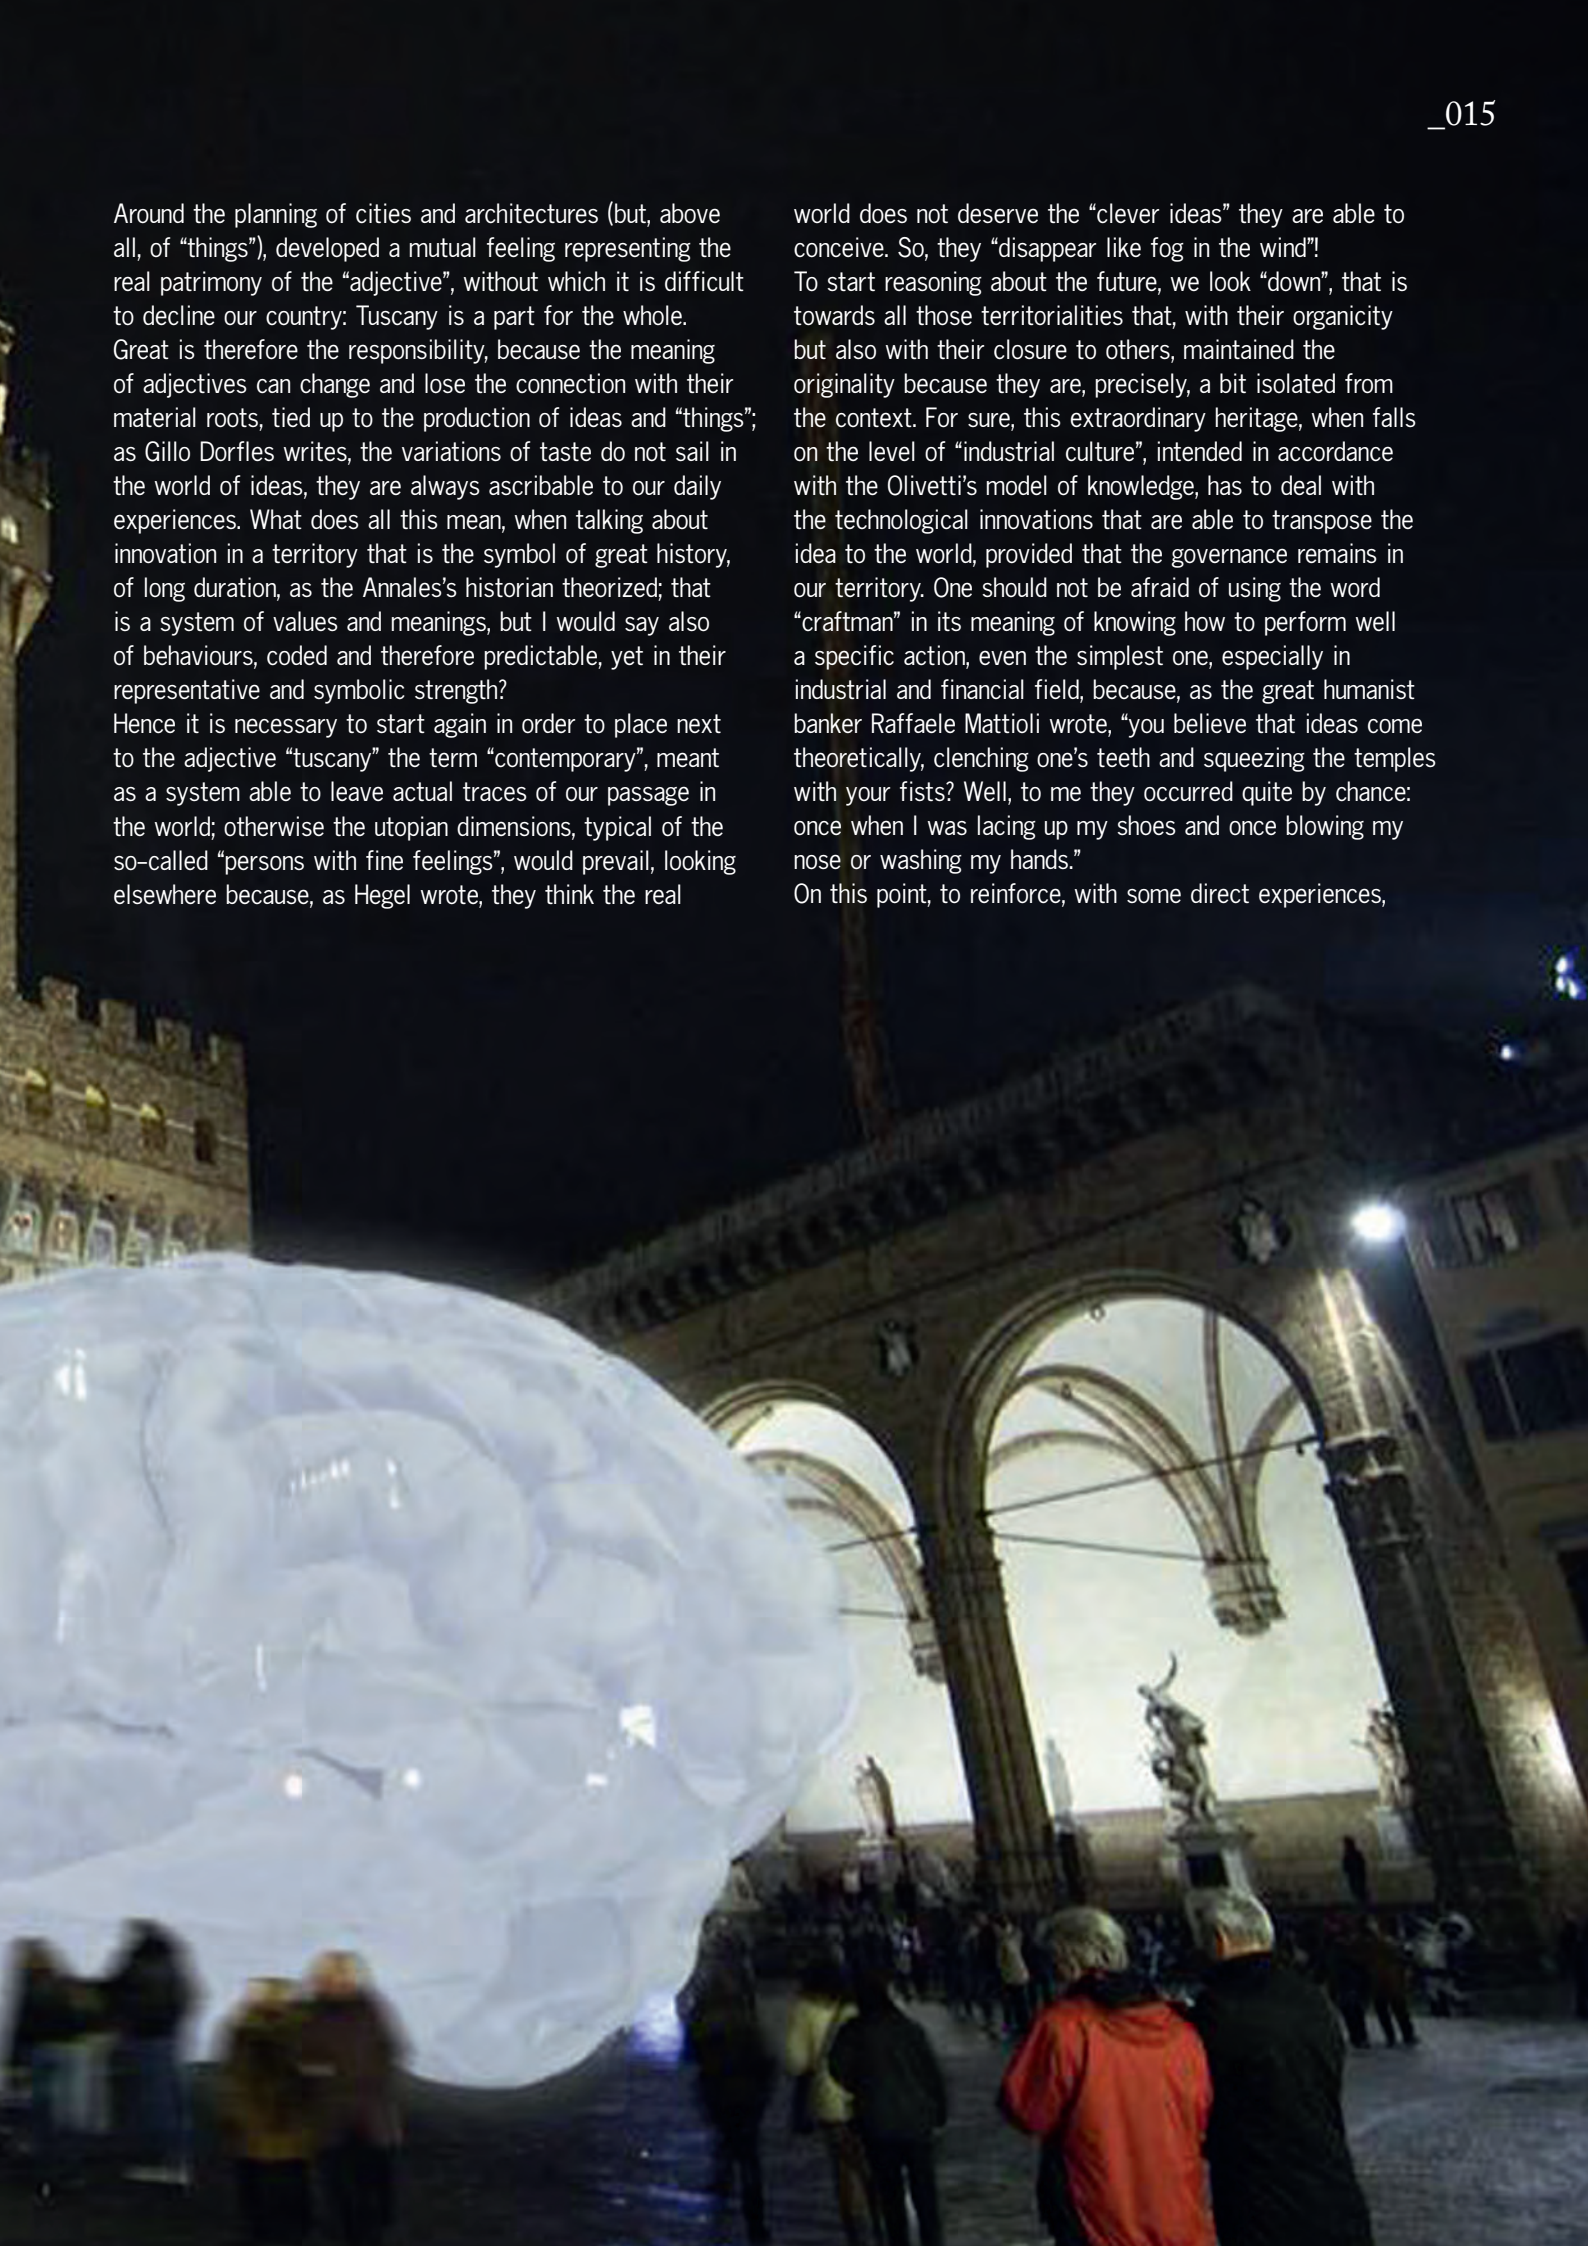 _015
Around the planning of cities and architectures (but, above
all, of “things”), developed a mutual feeling representing the
real patrimony of the “adjective”, without which it is difficult
to decline our country: Tuscany is a part for the whole.
Great is therefore the responsibility, because the meaning
of adjectives can change and lose the connection with their
material roots, tied up to the production of ideas and “things”;
as Gillo Dorfles writes, the variations of taste do not sail in
the world of ideas, they are always ascribable to our daily
experiences. What does all this mean, when talking about
innovation in a territory that is the symbol of great history,
of long duration, as the Annales’s historian theorized; that
is a system of values and meanings, but I would say also
of behaviours, coded and therefore predictable, yet in their
representative and symbolic strength?
Hence it is necessary to start again in order to place next
to the adjective “tuscany” the term “contemporary”, meant
as a system able to leave actual traces of our passage in
the world; otherwise the utopian dimensions, typical of the
so-called “persons with fine feelings”, would prevail, looking
elsewhere because, as Hegel wrote, they think the real
world does not deserve the “clever ideas” they are able to
conceive. So, they “disappear like fog in the wind”!
To start reasoning about the future, we look “down”, that is
towards all those territorialities that, with their organicity
but also with their closure to others, maintained the
originality because they are, precisely, a bit isolated from
the context. For sure, this extraordinary heritage, when falls
on the level of “industrial culture”, intended in accordance
with the Olivetti’s model of knowledge, has to deal with
the technological innovations that are able to transpose the
idea to the world, provided that the governance remains in
our territory. One should not be afraid of using the word
“craftman” in its meaning of knowing how to perform well
a specific action, even the simplest one, especially in
industrial and financial field, because, as the great humanist
banker Raffaele Mattioli wrote, “you believe that ideas come
theoretically, clenching one’s teeth and squeezing the temples
with your fists? Well, to me they occurred quite by chance:
once when I was lacing up my shoes and once blowing my
nose or washing my hands.”
On this point, to reinforce, with some direct experiences,